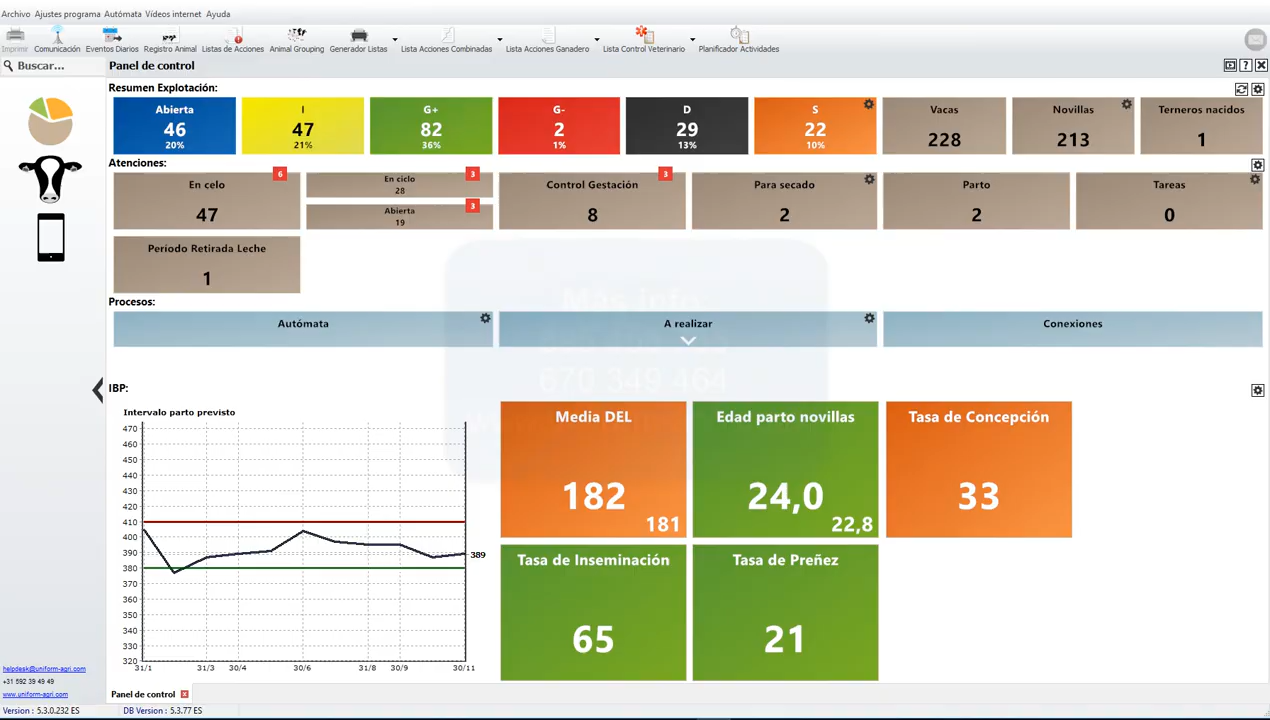 Archivo Ajustes programa Autómata Vídeos internet Ayuda
Imprimir Comunicación Eventos Diarios Registro Animal Listas de Acciones Animal Grouping Generador Listas Lista Acciones Combinadas Lista Acciones Ganadero Lista Control Veterinario Planificador Actividades
Buscar... Panel de control
Resumen Explotación:
Abierta I G+ G- D S Vacas Novillas Terneros nacidos
46 47 82 2 29 22 228 213 1
20% 21% 36% 1% 13% 10%
Atenciones:
6 3 3
En celo En ciclo Control Gestación Para secado Parto Tareas
28
3
47 Abierta 8 2 2 0
19
Período Retirada Leche
1
Más info:
Procesos:
Autómata A realizar Conexiones
670 349 464
IBP:
Intervalo parto previsto
Media DEL Edad parto novillas Tasa de Concepción
182 24,0 33
181 22,8
Tasa de Inseminación Tasa de Preñez
65 21
470
460
450
440
430
420
410
400
390
389
380
370
360
350
340
330
320
31/1 31/3 30/4 30/6 31/8 30/9 30/11
helpdesk@uniform-agri.com
+31 592 39 49 49
www.uniform-agri.com
Panel de control
Version : 5.3.0.232 ES DB Version : 5.3.77 ES